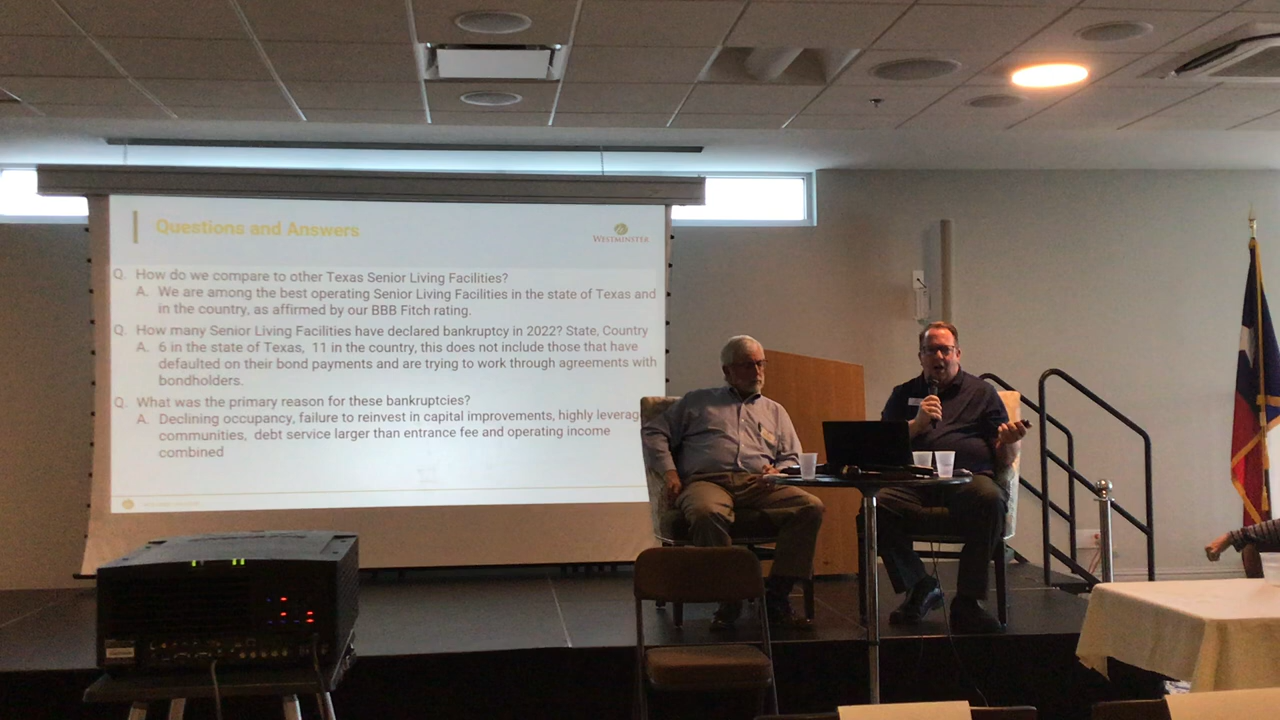 Questions and Answers
WESTMINSTER
Q. How do we compare to other Texas Senior Living Facilities?
A. We are among the best operating Senior Living Facilities in the state of Texas and
in the country, as affirmed by our BBB Fitch rating.
Q. How many Senior Living Facilities have declared bankruptcy in 2022? State, Country
A. 6 in the state of Texas, 11 in the country, this does not include those that have
defaulted on their bond payments and are trying to work through agreements with
bondholders.
Q. What was the primary reason for these bankruptcies?
A. Declining occupancy, failure to reinvest in capital improvements, highly leverage
communities, debt service larger than entrance fee and operating income
combined